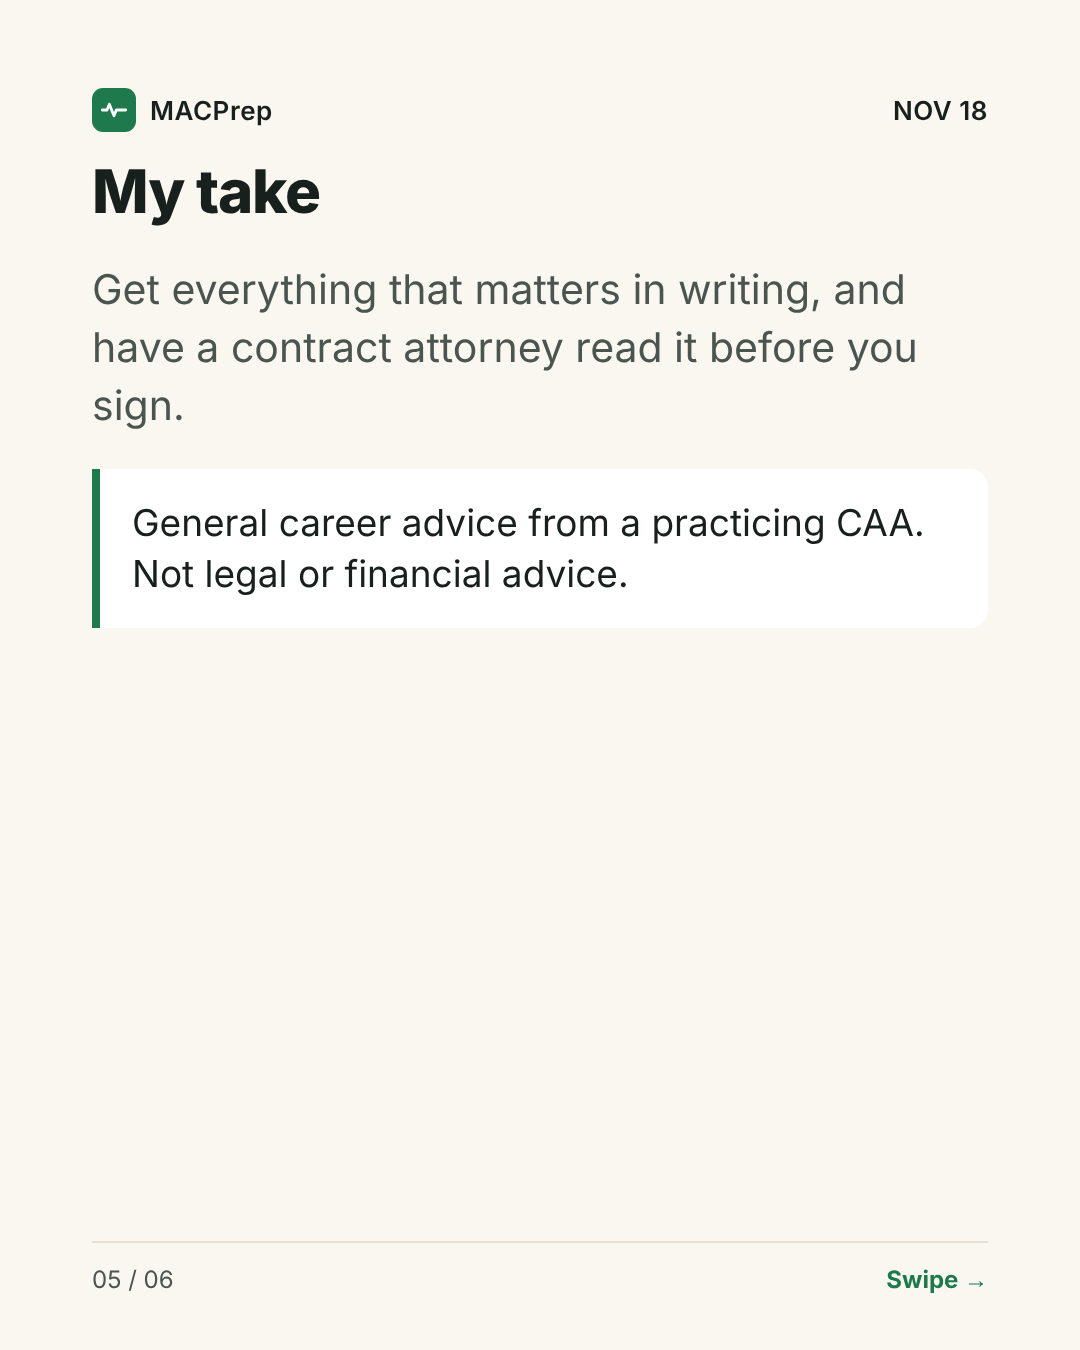 MACPrep
NOV 18
My take
Get everything that matters in writing, and
have a contract attorney read it before you
sign.
General career advice from a practicing CAA.
Not legal or financial advice.
05 / 06
Swipe →